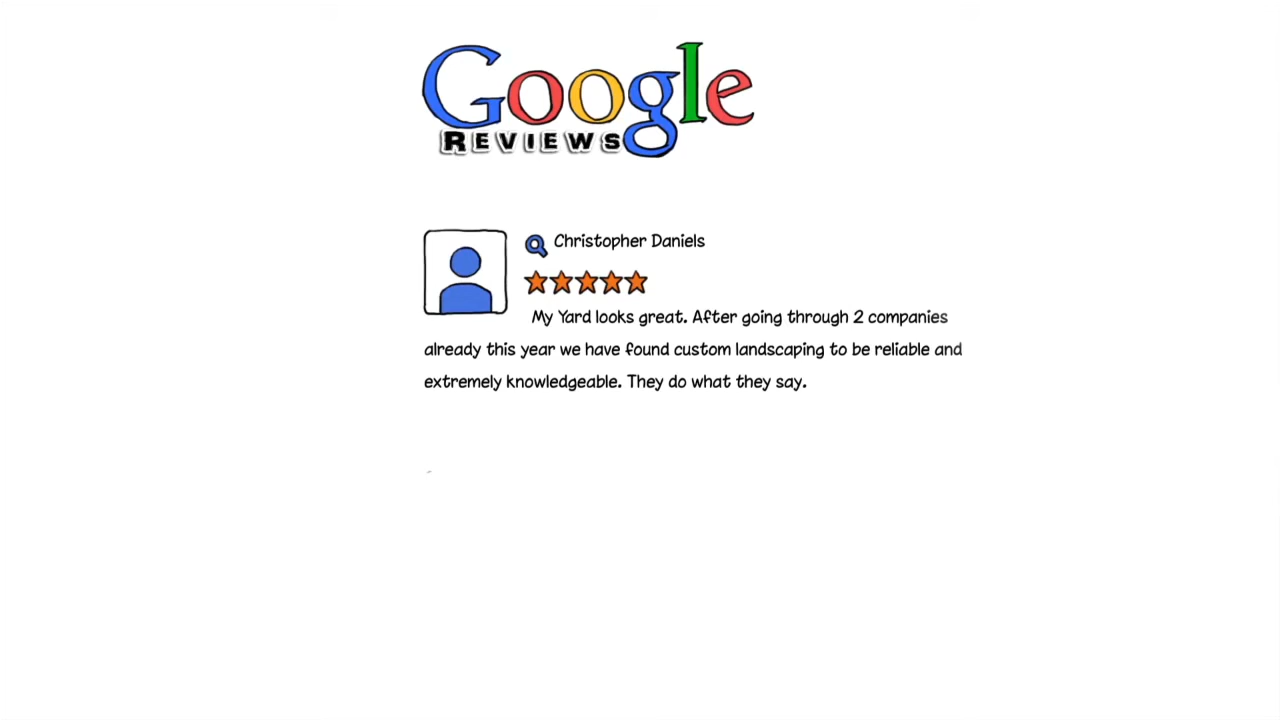 Google
REVIEWS
Christopher Daniels
My Yard looks great. After going through 2 companies
already this year we have found custom landscaping to be reliable and
extremely knowledgeable. They do what they say.